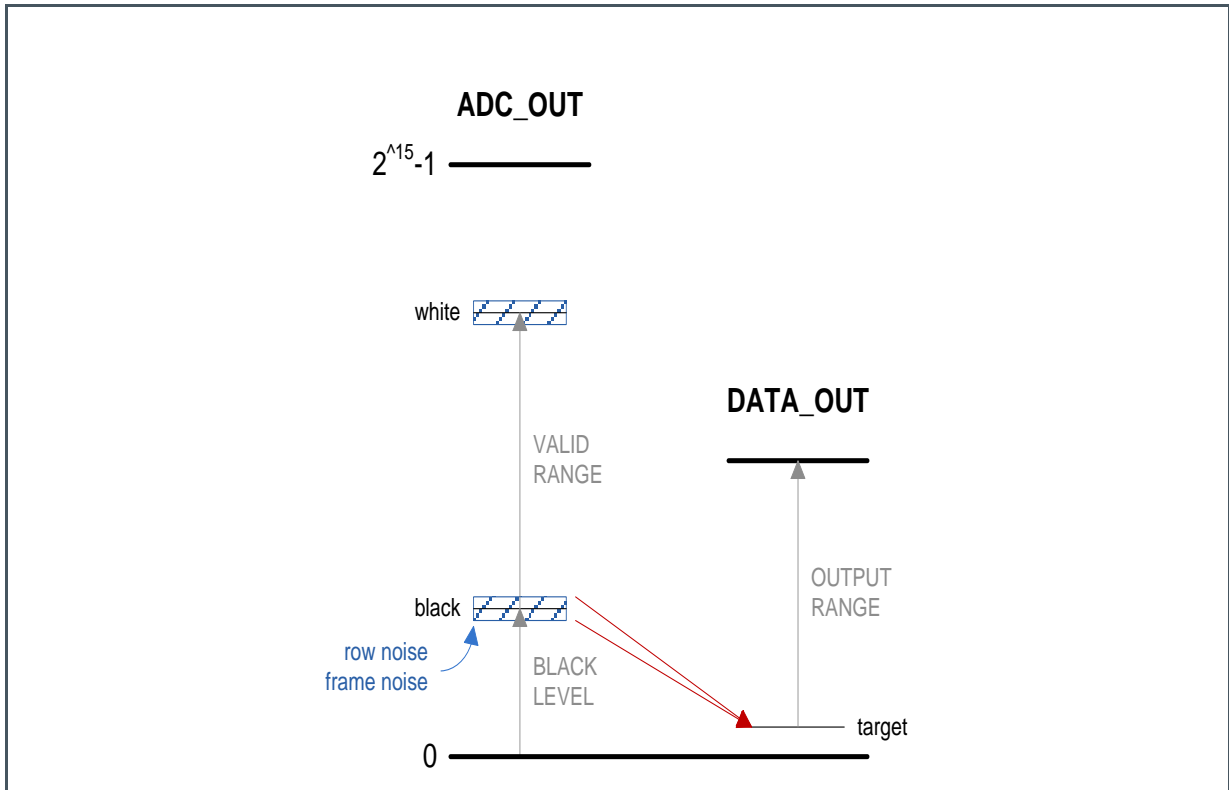 ADC_OUT
2^15-1
white
DATA_OUT
VALID
RANGE
OUTPUT
RANGE
black
row noise
frame noise
BLACK
LEVEL
target
0